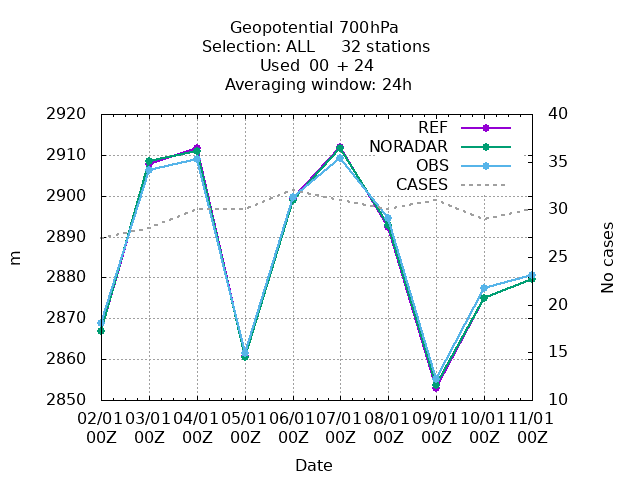 Geopotential 700hPa
Selection: ALL     32 stations
Used  00  + 24
Averaging window: 24h
2920
2910
2900
2890
2880
2870
2860
2850
m
40
35
30
25
20
15
10
No cases
REF
NORADAR
OBS
CASES
02/01 03/01 04/01 05/01 06/01 07/01 08/01 09/01 10/01 11/01
00Z 00Z 00Z 00Z 00Z 00Z 00Z 00Z 00Z 00Z
Date